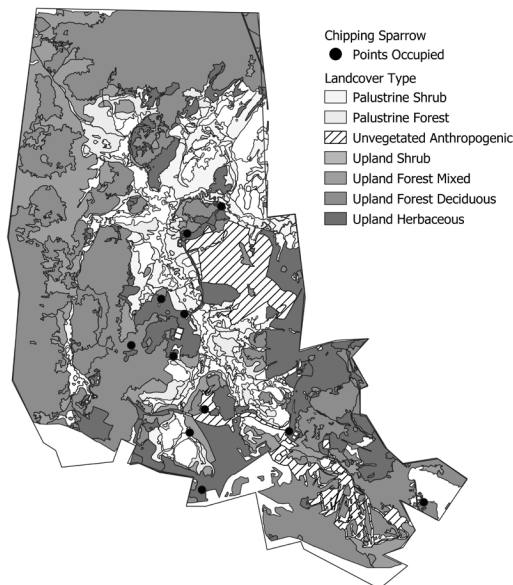 Chipping Sparrow
Points Occupied
Landcover Type
Palustrine Shrub
Palustrine Forest
Unvegetated Anthropogenic
Upland Shrub
Upland Forest Mixed
Upland Forest Deciduous
Upland Herbaceous